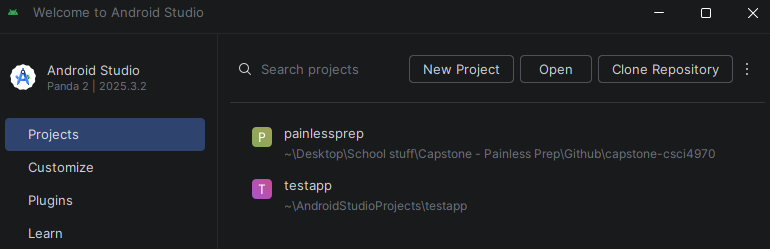 Welcome to Android Studio
Android Studio
Panda 2 | 2025.3.2
Search projects
New Project
Open
Clone Repository
Projects
Customize
Plugins
Learn
P
painlessprep
~\Desktop\School stuff\Capstone - Painless Prep\Github\capstone-csci4970
T
testapp
~\AndroidStudioProjects\testapp